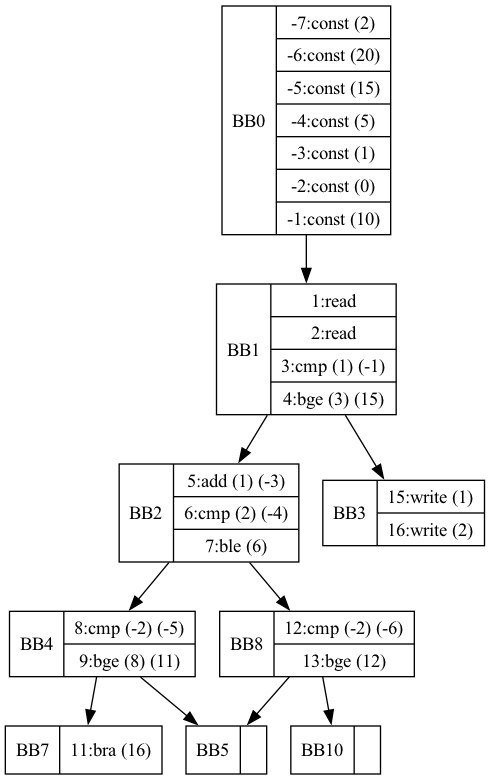 BB0
-7:const (2)
-6:const (20)
-5:const (15)
-4:const (5)
-3:const (1)
-2:const (0)
-1:const (10)
BB1
1:read
2:read
3:cmp (1) (-1)
4:bge (3) (15)
BB2
5:add (1) (-3)
6:cmp (2) (-4)
7:ble (6)
BB3
15:write (1)
16:write (2)
BB4
8:cmp (-2) (-5)
9:bge (8) (11)
BB8
12:cmp (-2) (-6)
13:bge (12)
BB7
11:bra (16)
BB5
BB10